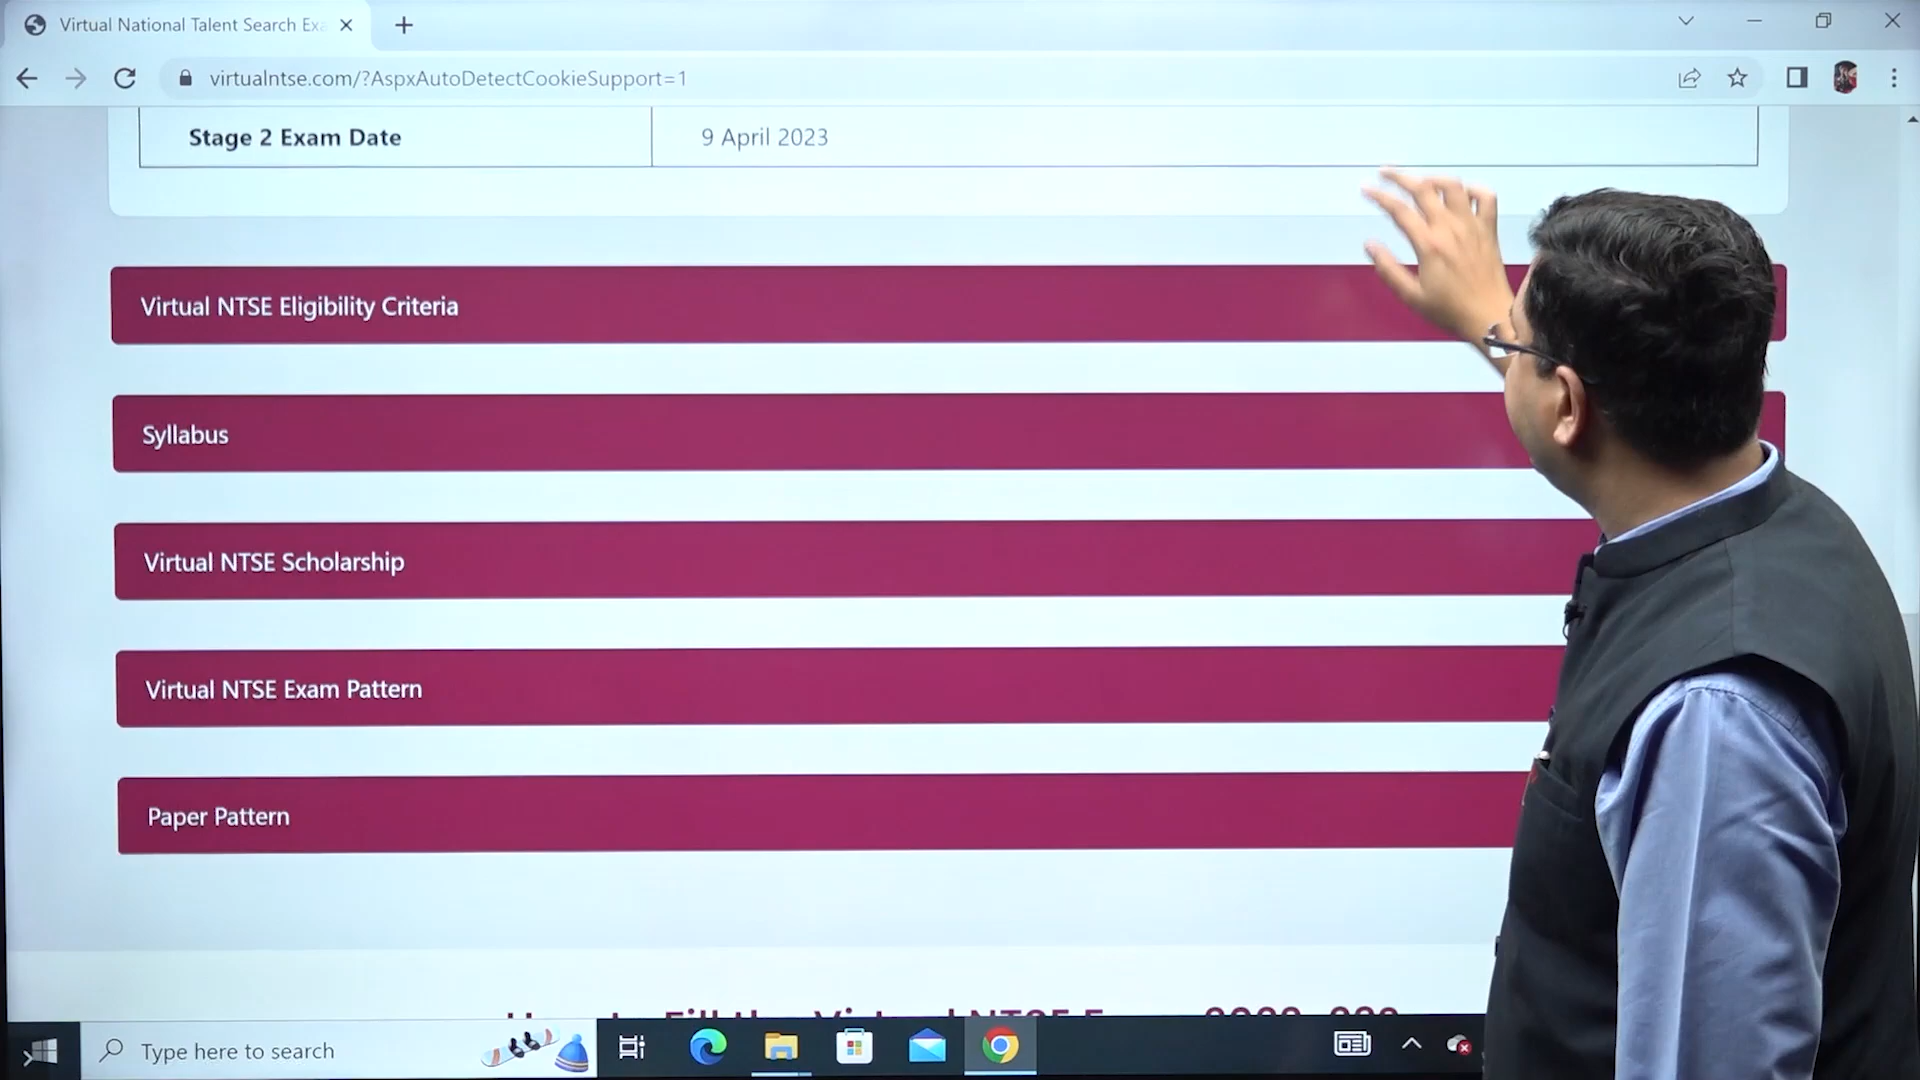 Virtual National Talent Search Exa
virtualntse.com/?AspxAutoDetectCookieSupport=1
Stage 2 Exam Date
9 April 2023
Virtual NTSE Eligibility Criteria
Syllabus
Virtual NTSE Scholarship
Virtual NTSE Exam Pattern
Paper Pattern
Type here to search